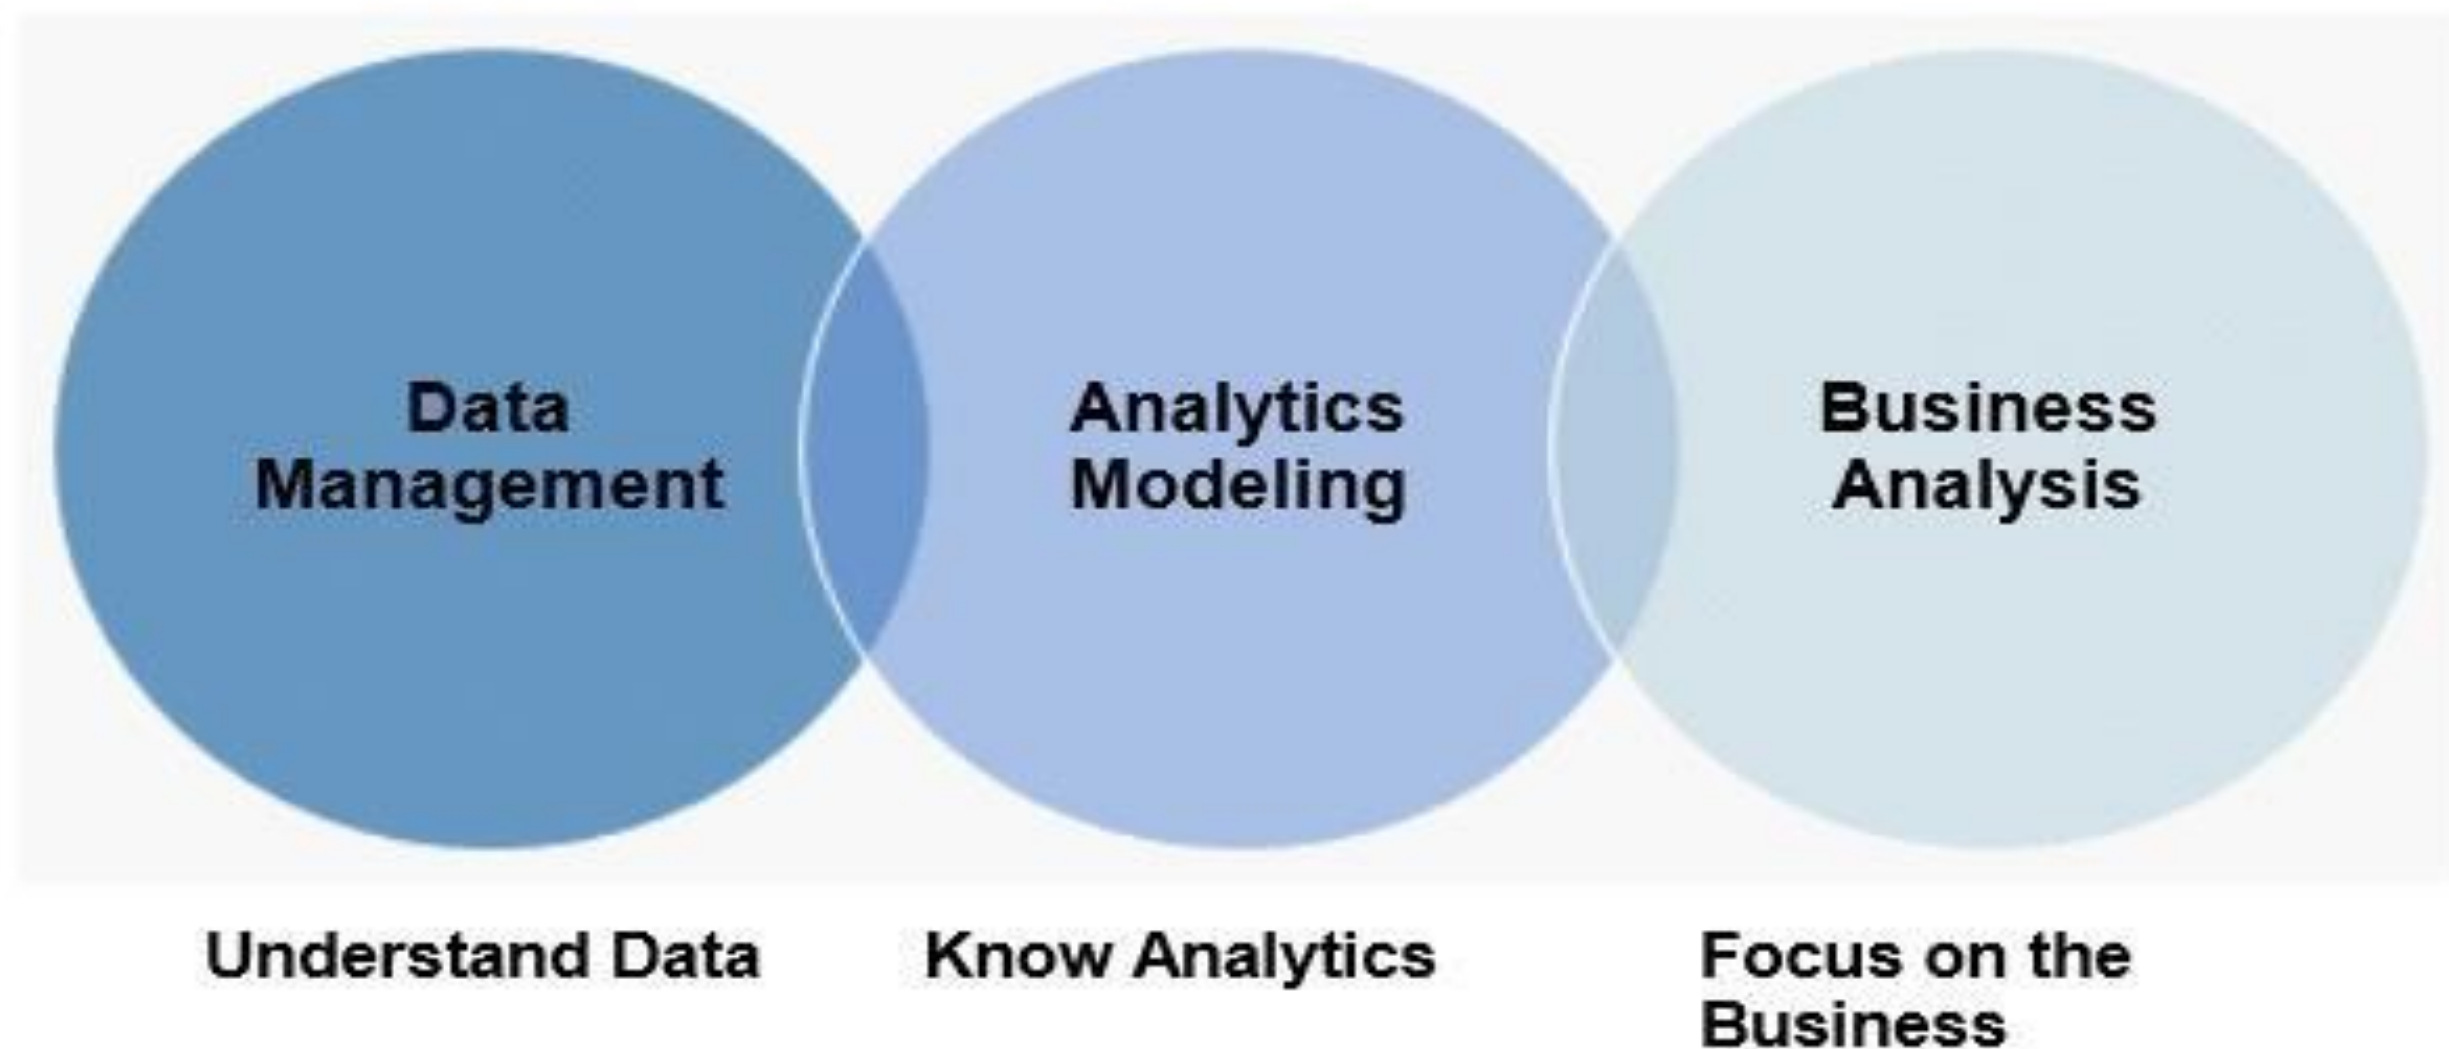 Data
Management
Analytics
Modeling
Business
Analysis
Understand Data
Know Analytics
Focus on the
Business